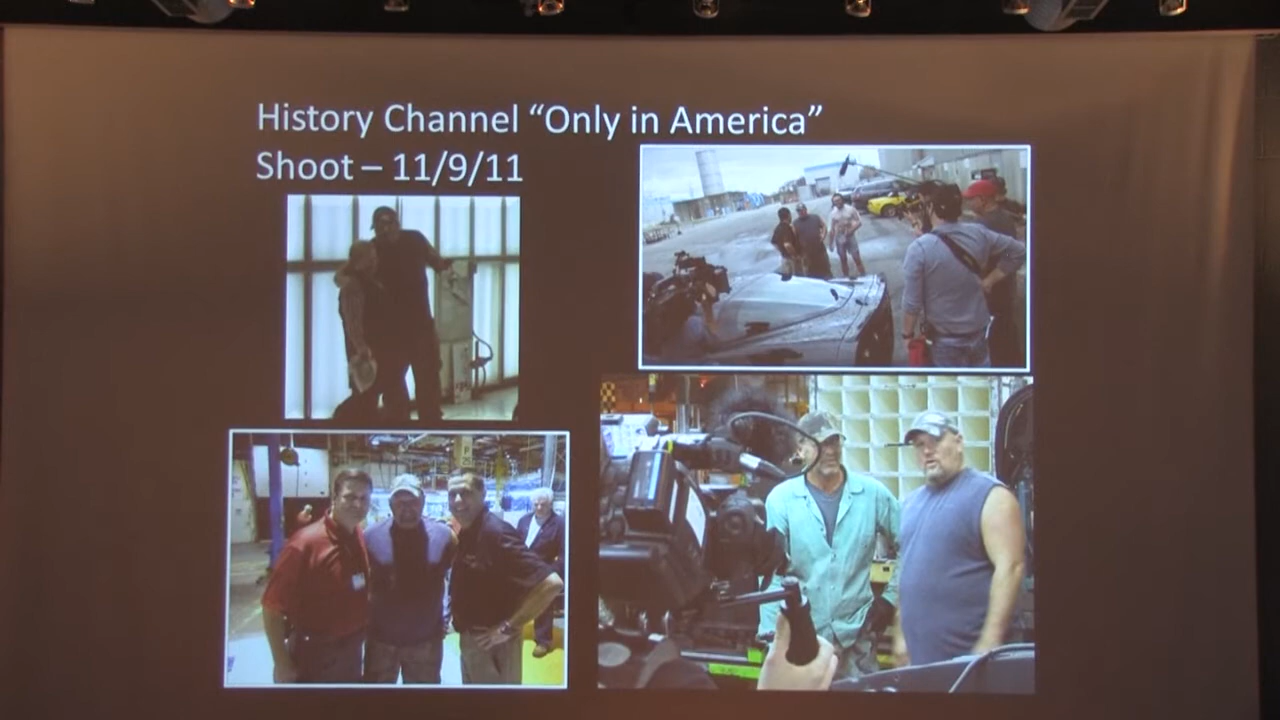 History Channel “Only in America”
Shoot – 11/9/11